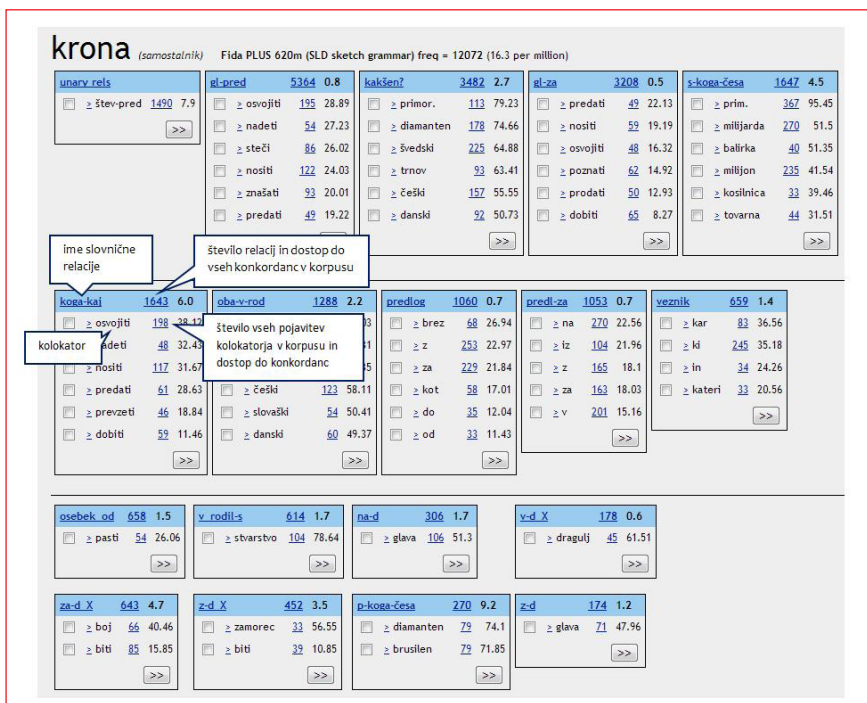 krona (samostalnik) Fida PLUS 620m (SLD sketch grammar) freq = 12072 (16.3 per million)
unary rels
> štev-pred 1490 7.9
>>
gl-pred 5364 0.8
> osvojiti 195 28.89
> nadeti 54 27.23
> steči 86 26.02
> nositi 122 24.03
> znašati 93 20.01
> predati 49 19.22
>>
kakšen? 3482 2.7
> primor. 113 79.23
> diamanten 178 74.66
> švedski 225 64.88
> trnov 93 63.41
> češki 157 55.55
> danski 92 50.73
>>
gl-za 3208 0.5
> predati 49 22.13
> nositi 59 19.19
> osvojiti 48 16.32
> poznati 62 14.92
> prodati 50 12.93
> dobiti 65 8.27
>>
s-koga-česa 1647 4.5
> prim. 367 95.45
> milijarda 270 51.5
> balirka 40 51.35
> milijon 235 41.54
> kosilnica 33 39.46
> tovarna 44 31.51
>>
ime slovnične
relacije
število relacij in dostop do
vseh konkordanc v korpusu
koga-kaj 1643 6.0
> osvojiti 198
48 32.43
> nositi 117 31.67
> predati 61 28.63
> prevzeti 46 18.84
> dobiti 59 11.46
>>
kolokator
število vseh pojavitev
kolokatorja v korpusu in
dostop do konkordanc
oba-v-rod 1288 2.2
> češki 123 58.11
> slovaški 54 50.41
> danski 60 49.37
>>
predlog 1060 0.7
> brez 68 26.94
> z 253 22.97
> za 229 21.84
> kot 58 17.01
> do 35 12.04
> od 33 11.43
>>
predl-za 1053 0.7
> na 270 22.56
> iz 104 21.96
> z 165 18.1
> za 163 18.03
> v 201 15.16
>>
veznik 659 1.4
> kar 83 36.56
> ki 245 35.18
> in 34 24.26
> kateri 33 20.56
>>
osebek_od 658 1.5
> pasti 54 26.06
>>
v_rodil-s 614 1.7
> stvarstvo 104 78.64
>>
na-d 306 1.7
> glava 106 51.3
>>
v-d_X 178 0.6
> dragulj 45 61.51
>>
za-d_X 643 4.7
> boj 66 40.46
> biti 85 15.85
>>
z-d_X 452 3.5
> zamorec 33 56.55
> biti 39 10.85
>>
p-koga-česa 270 9.2
> diamanten 79 74.1
> brusilen 79 71.85
>>
z-d 174 1.2
> glava 71 47.96
>>